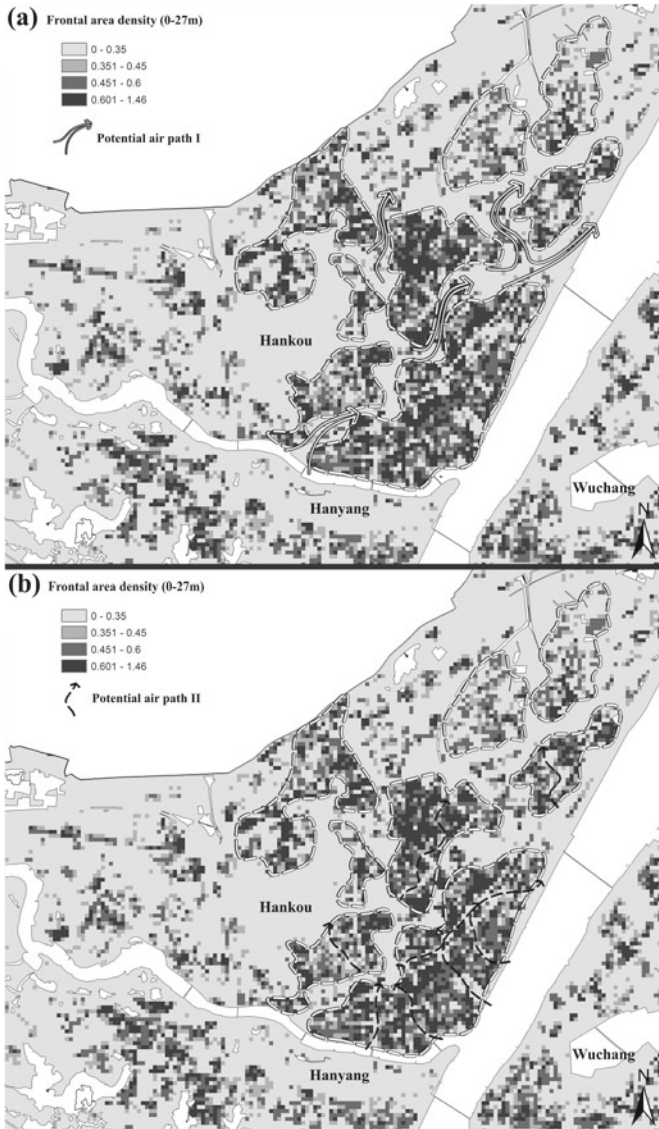 (a) Frontal area density (0-27m)
0 - 0.35
0.351 - 0.45
0.451 - 0.6
0.601 - 1.46
Potential air path I
Hankou
Wuchang
Hanyang
N
(b) Frontal area density (0-27m)
0 - 0.35
0.351 - 0.45
0.451 - 0.6
0.601 - 1.46
Potential air path II
Hankou
Wuchang
Hanyang
N